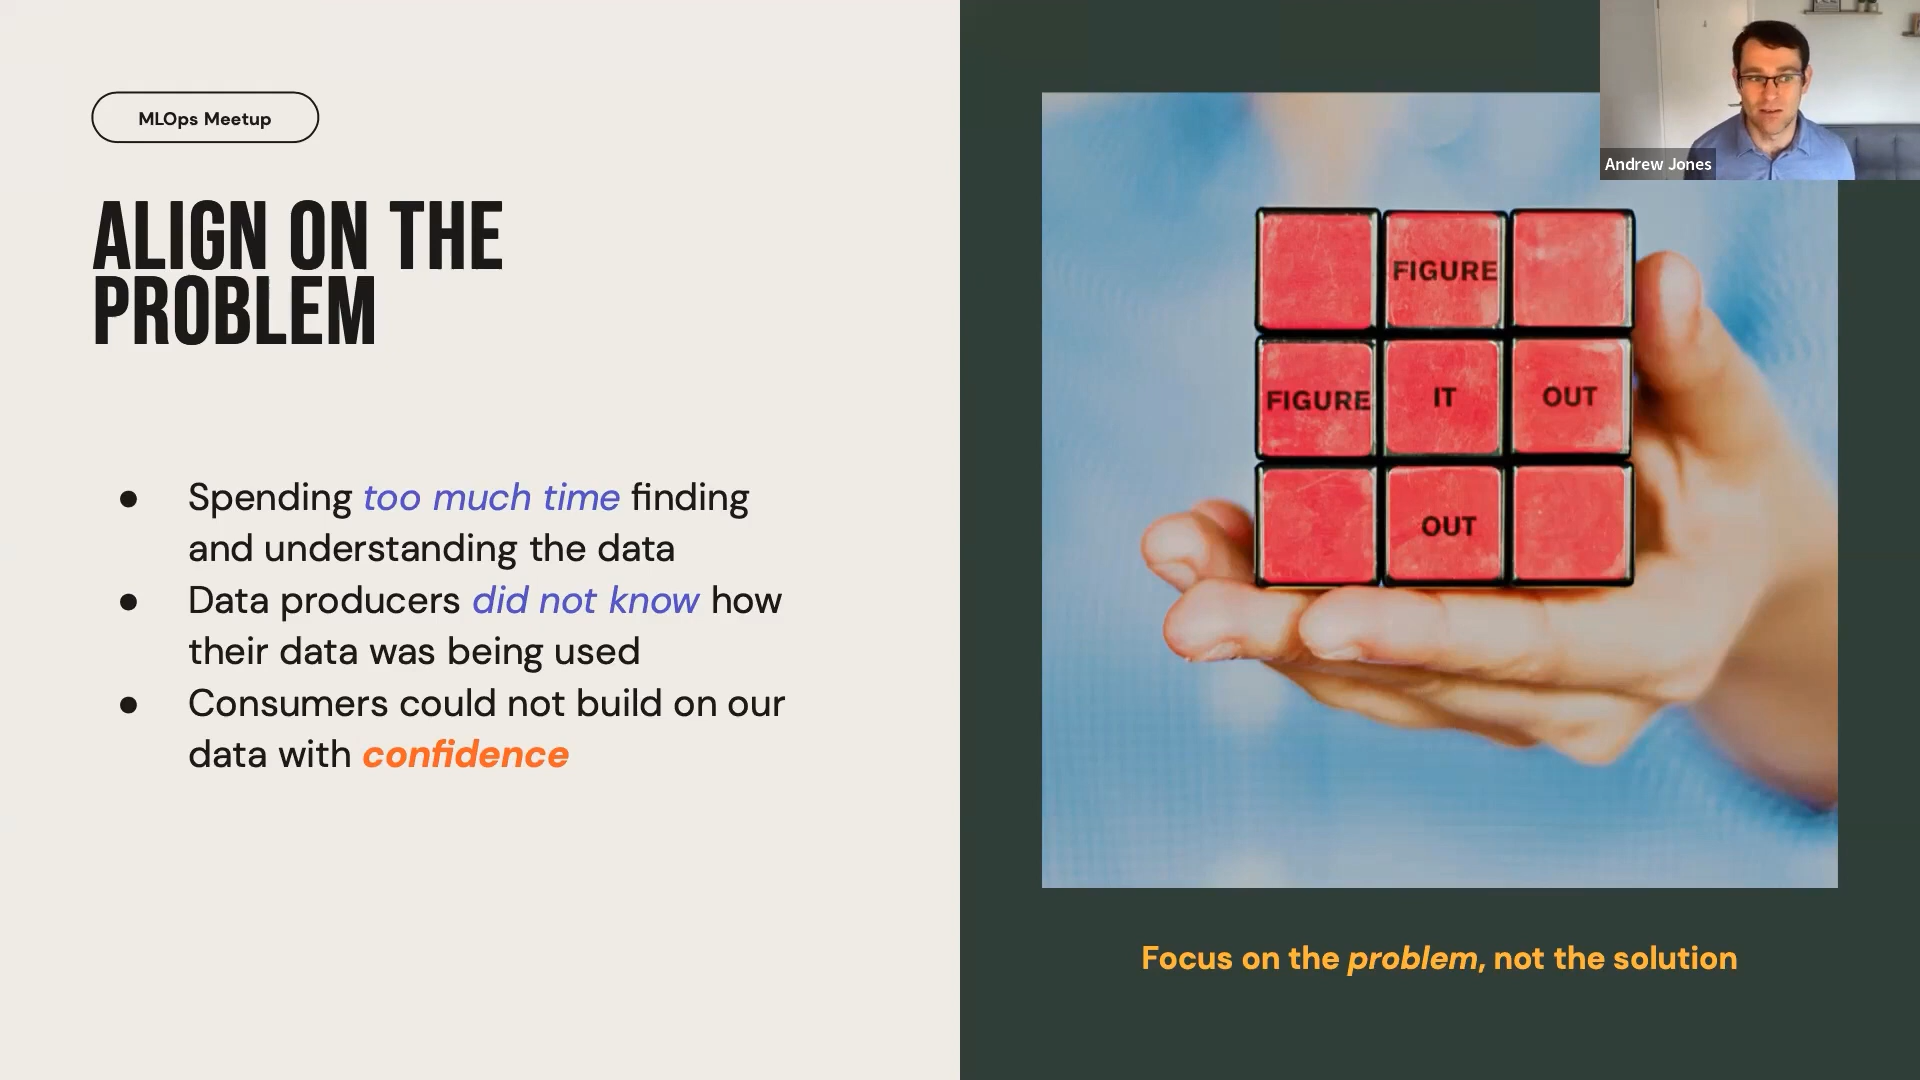 MLOps Meetup
ALIGN ON THE
PROBLEM
● Spending too much time finding
and understanding the data
● Data producers did not know how
their data was being used
● Consumers could not build on our
data with confidence
FIGURE
FIGURE IT OUT
OUT
Andrew Jones
Focus on the problem, not the solution